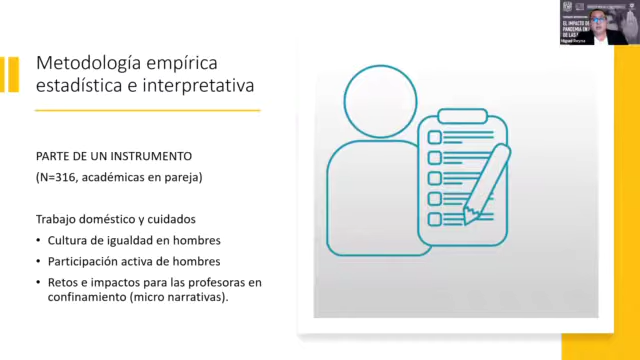 Metodología empírica
estadística e interpretativa
PARTE DE UN INSTRUMENTO
(N=316, académicas en pareja)
Trabajo doméstico y cuidados
• Cultura de igualdad en hombres
• Participación activa de hombres
• Retos e impactos para las profesoras en
confinamiento (micro narrativas).
EL IMPACTO DE
PANDEMIA EN
DE LAS